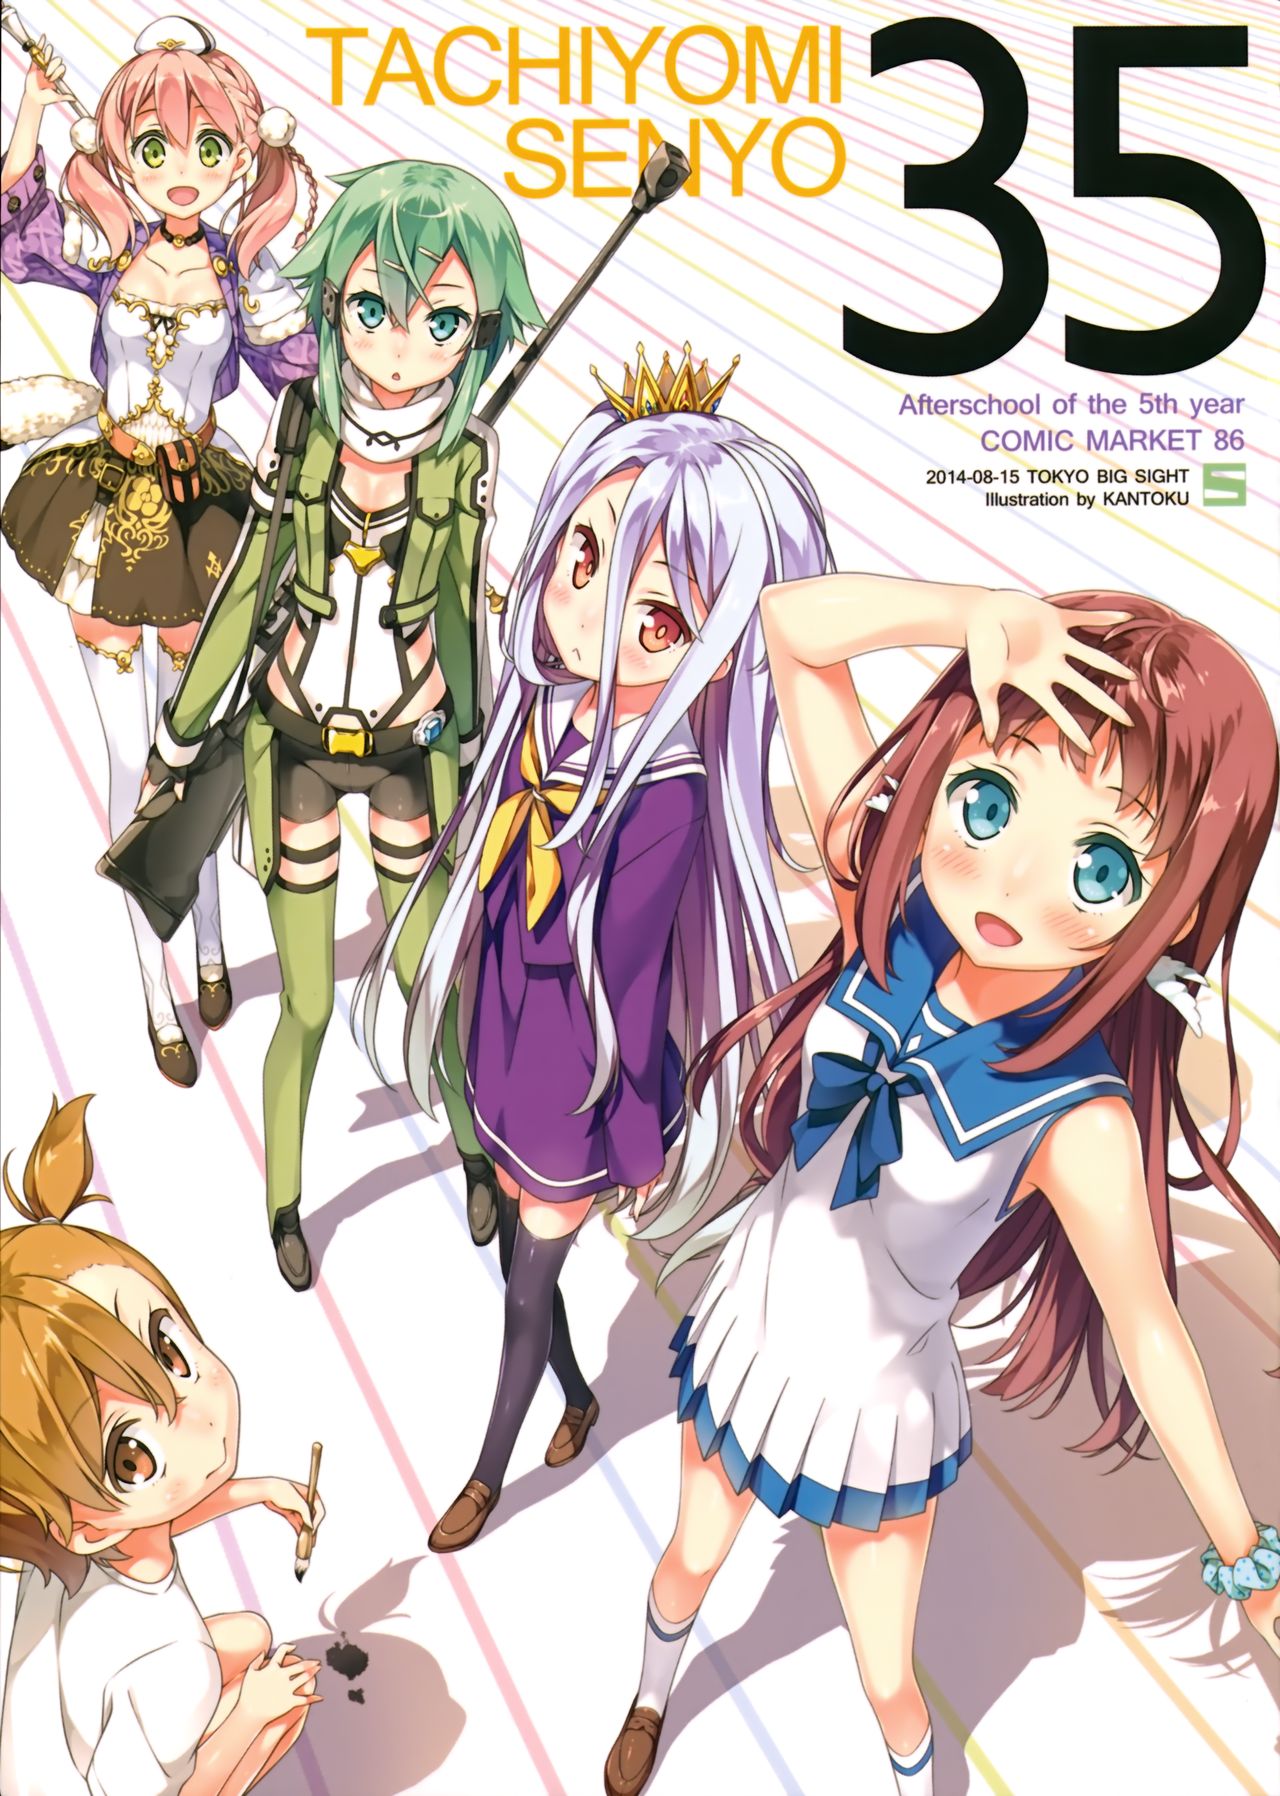 TACHIYOMI
SENYO
35
Afterschool of the 5th year
COMIC MARKET 86
2014-08-15 TOKYO BIG SIGHT
Illustration by KANTOKU
5